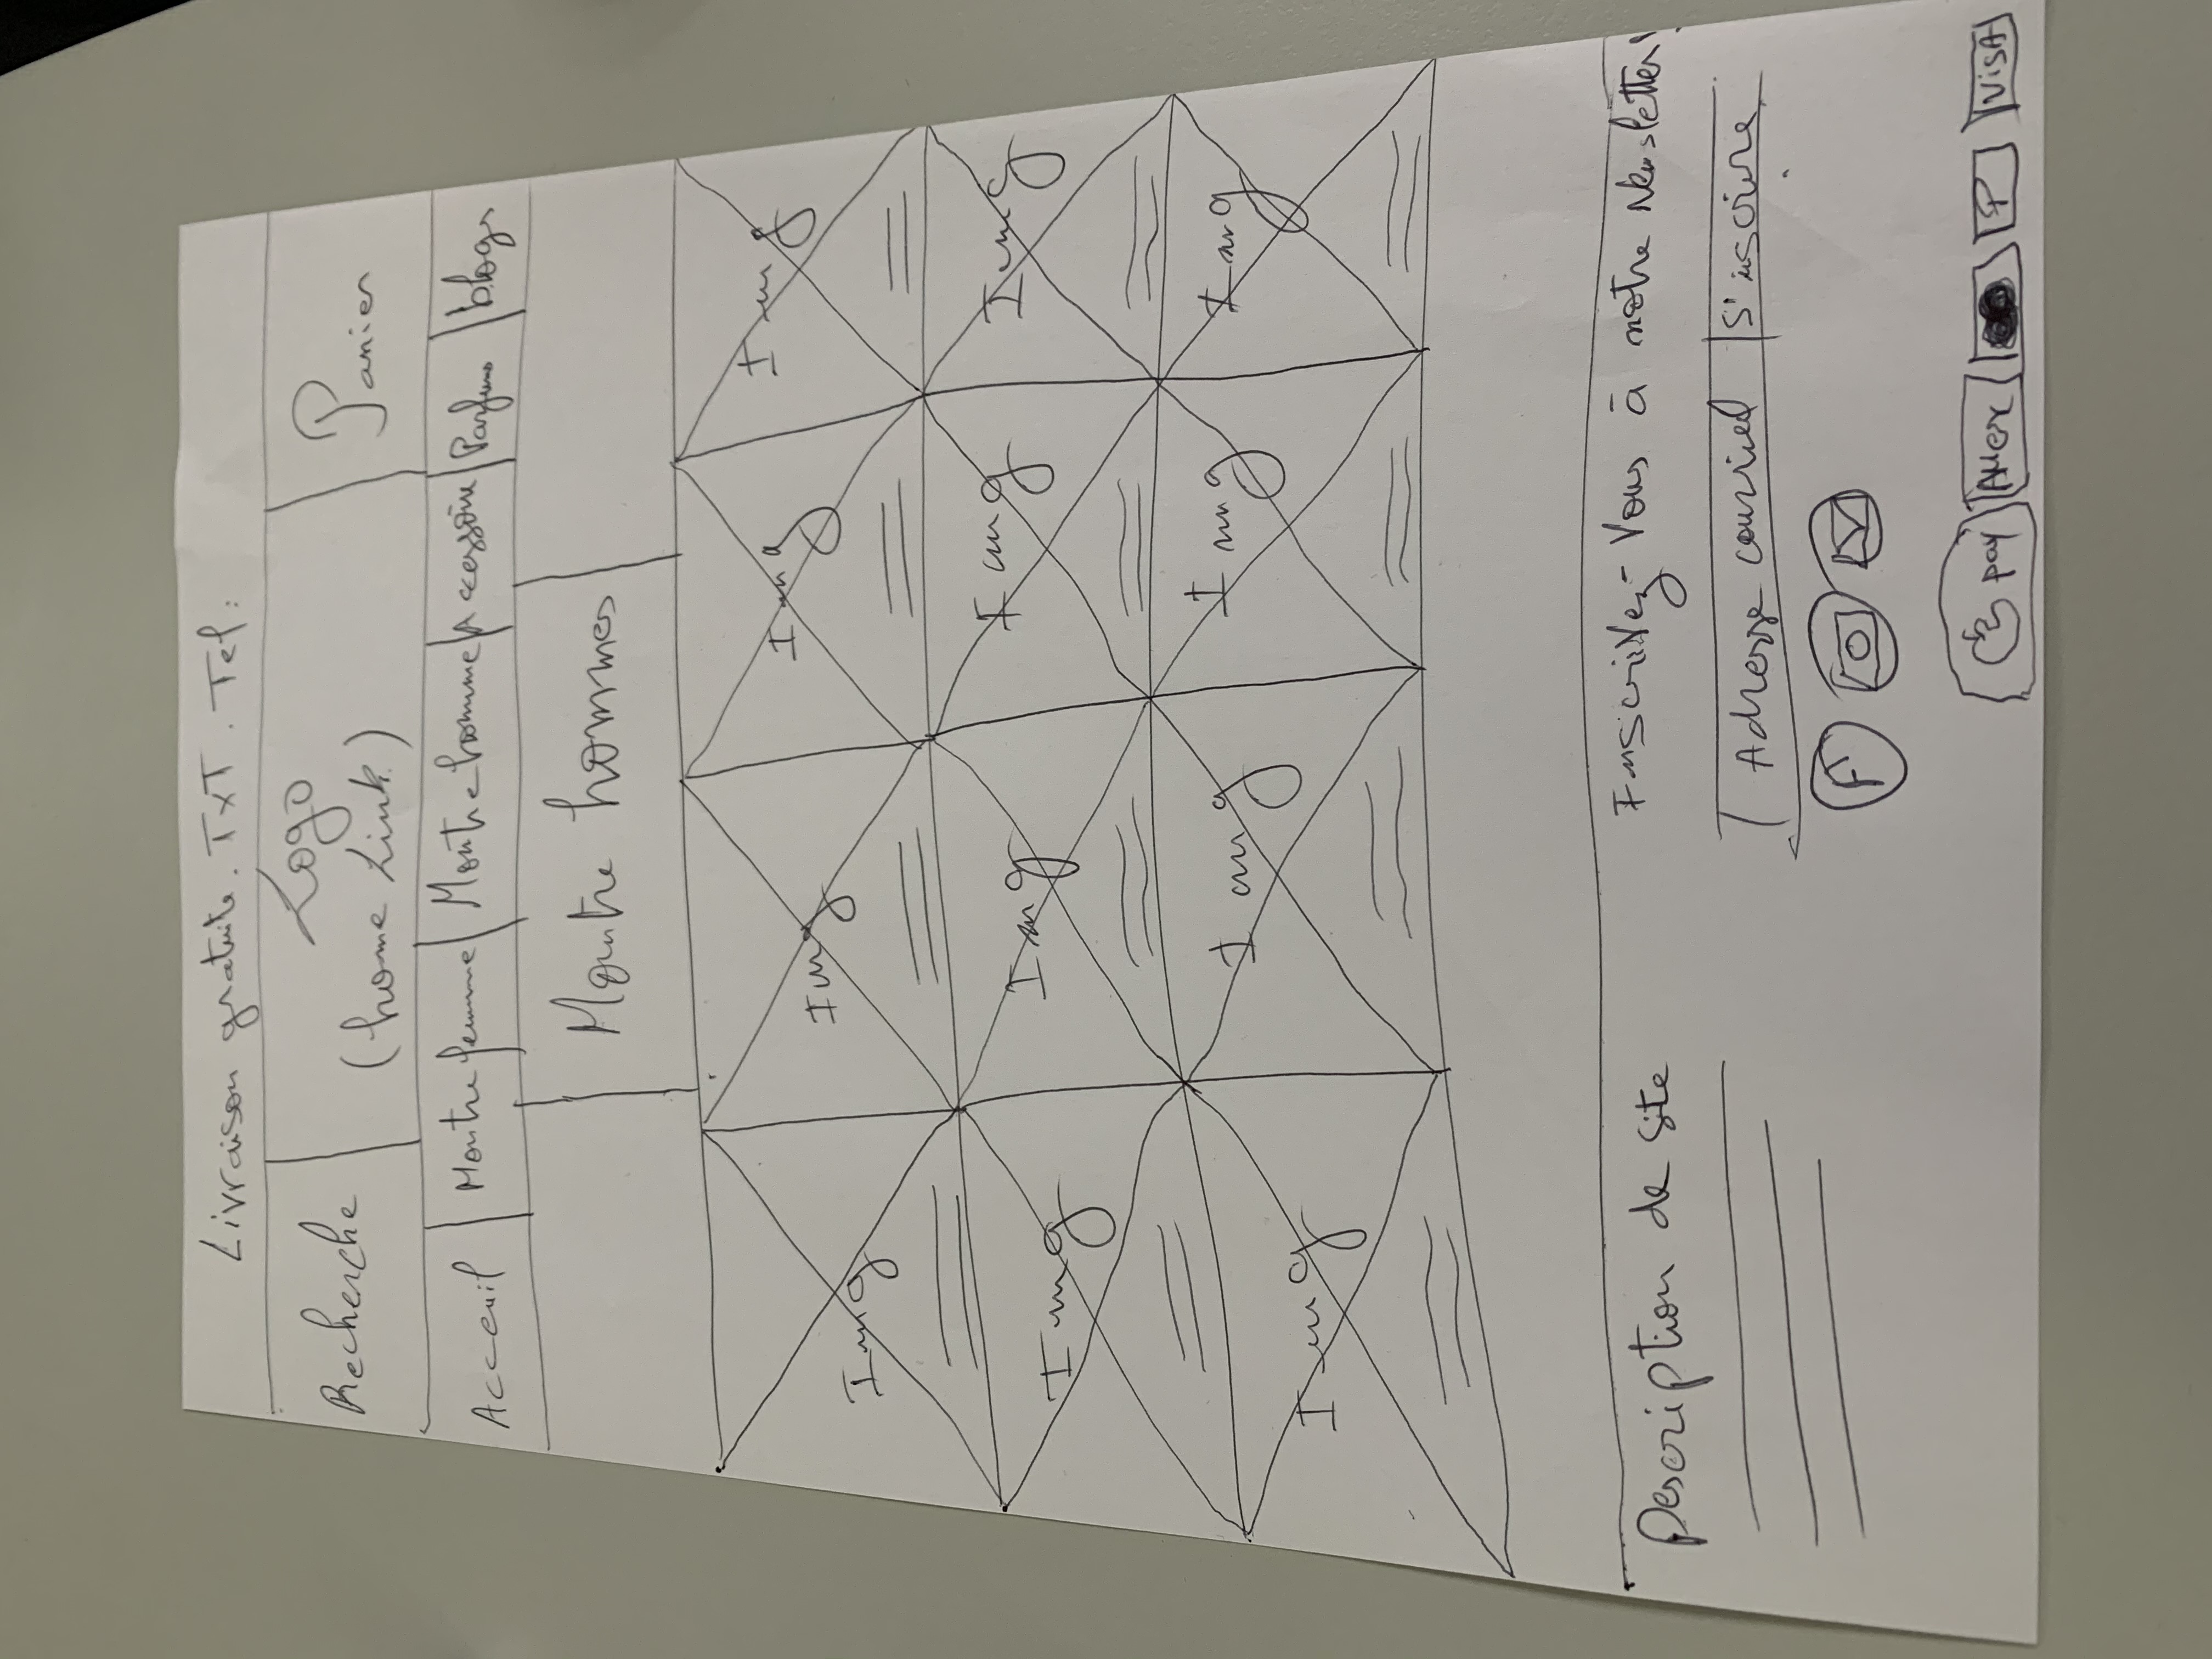 Livraison gratuite. TxT. Tel:
Recherche
Logo
(home Link)
Panier
Acceuil
Montre femme
Montre homme
Accessoire
Parfums
blogs
Montre hommes
Img
Img
Img
Img
Img
Img
Img
Img
Img
Img
Img
Img
Description de site
Inscrivez-Vous à notre Newsletter!
Adresse courriel
S'inscrire
F
pay
AMex
P
VISA